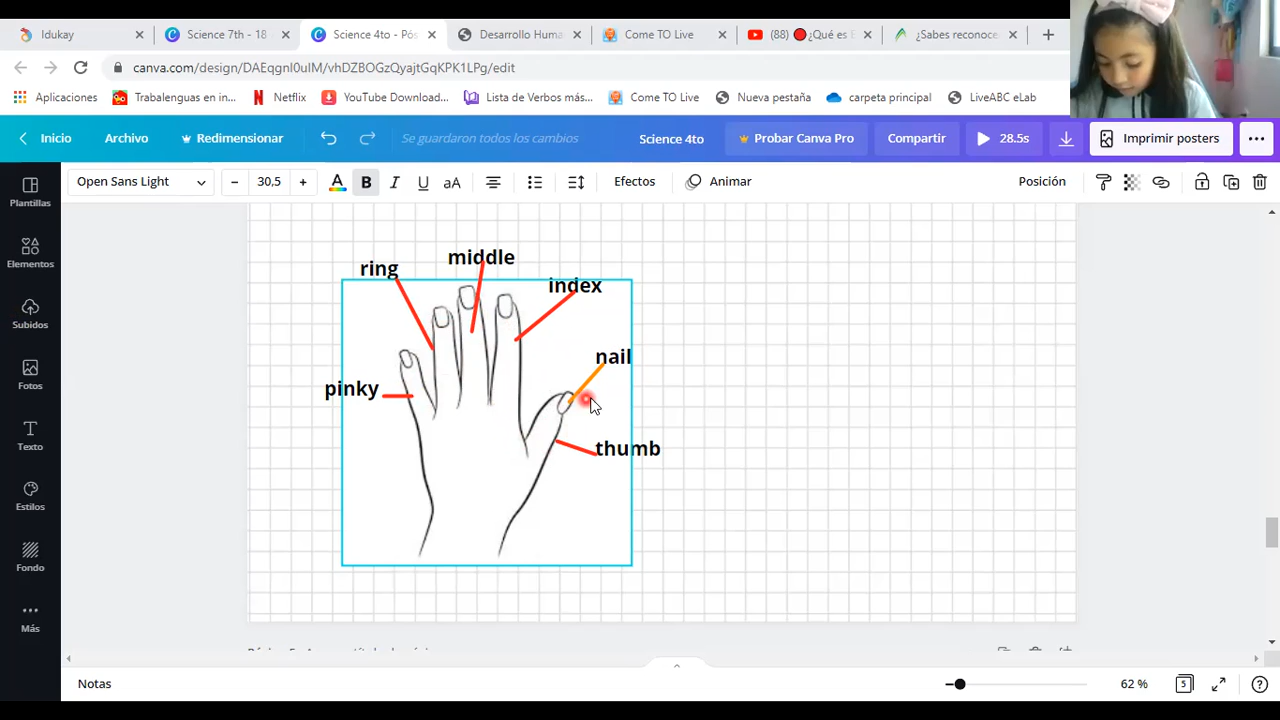 Idukay
Science 7th - 18
Science 4to - Pós
Desarrollo Huma
Come TO Live
(88) 🔴¿Qué es E
¿Sabes reconoce
canva.com/design/DAEqgnI0uIM/vhDZBOGzQyajtGqKPK1LPg/edit
Aplicaciones
Trabalenguas en in...
Netflix
YouTube Download...
Lista de Verbos más...
Come TO Live
Nueva pestaña
carpeta principal
LiveABC eLab
Inicio
Archivo
Redimensionar
Se guardaron todos los cambios
Science 4to
Probar Canva Pro
Compartir
28.5s
Imprimir posters
Open Sans Light
– 30,5 +
A B I U aA
Efectos
Animar
Posición
Plantillas
Elementos
Subidos
Fotos
Texto
Estilos
Fondo
Más
middle
ring
index
nail
pinky
thumb
Notas
62 %
5